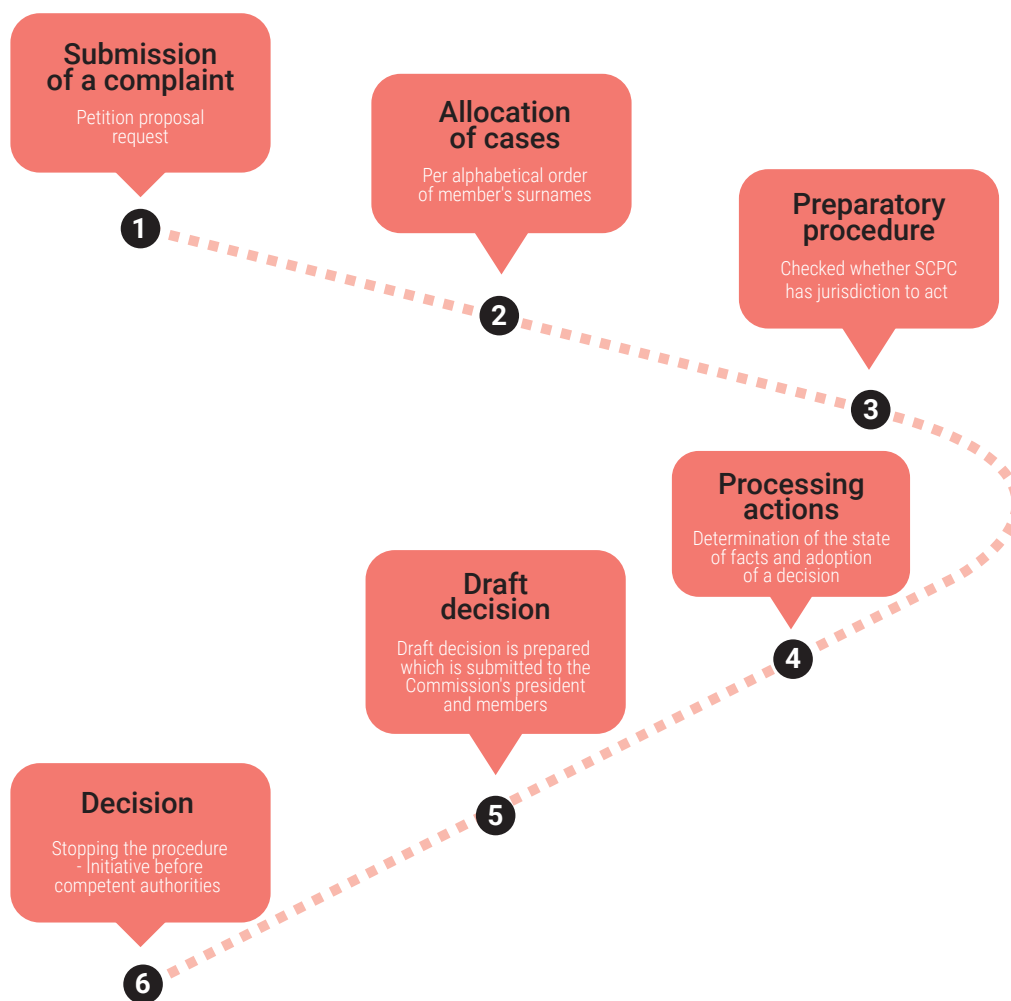 Submission
of a complaint
Petition proposal
request
1
Allocation
of cases
Per alphabetical order
of member's surnames
2
Preparatory
procedure
Checked whether SCPC
has jurisdiction to act
3
Processing
actions
Determination of the state
of facts and adoption
of a decision
4
Draft
decision
Draft decision is prepared
which is submitted to the
Commission's president
and members
5
Decision
Stopping the procedure
- Initiative before
competent authorities
6